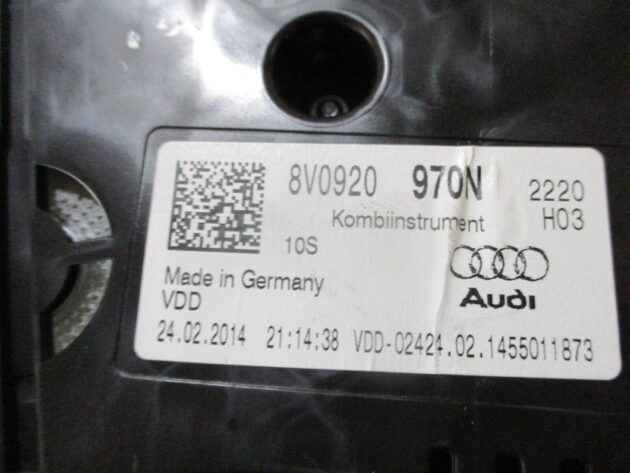 8V0920 970N 2220
Kombiinstrument H03
10S
Made in Germany
VDD
Audi
24.02.2014 21:14:38 VDD-02424.02.1455011873